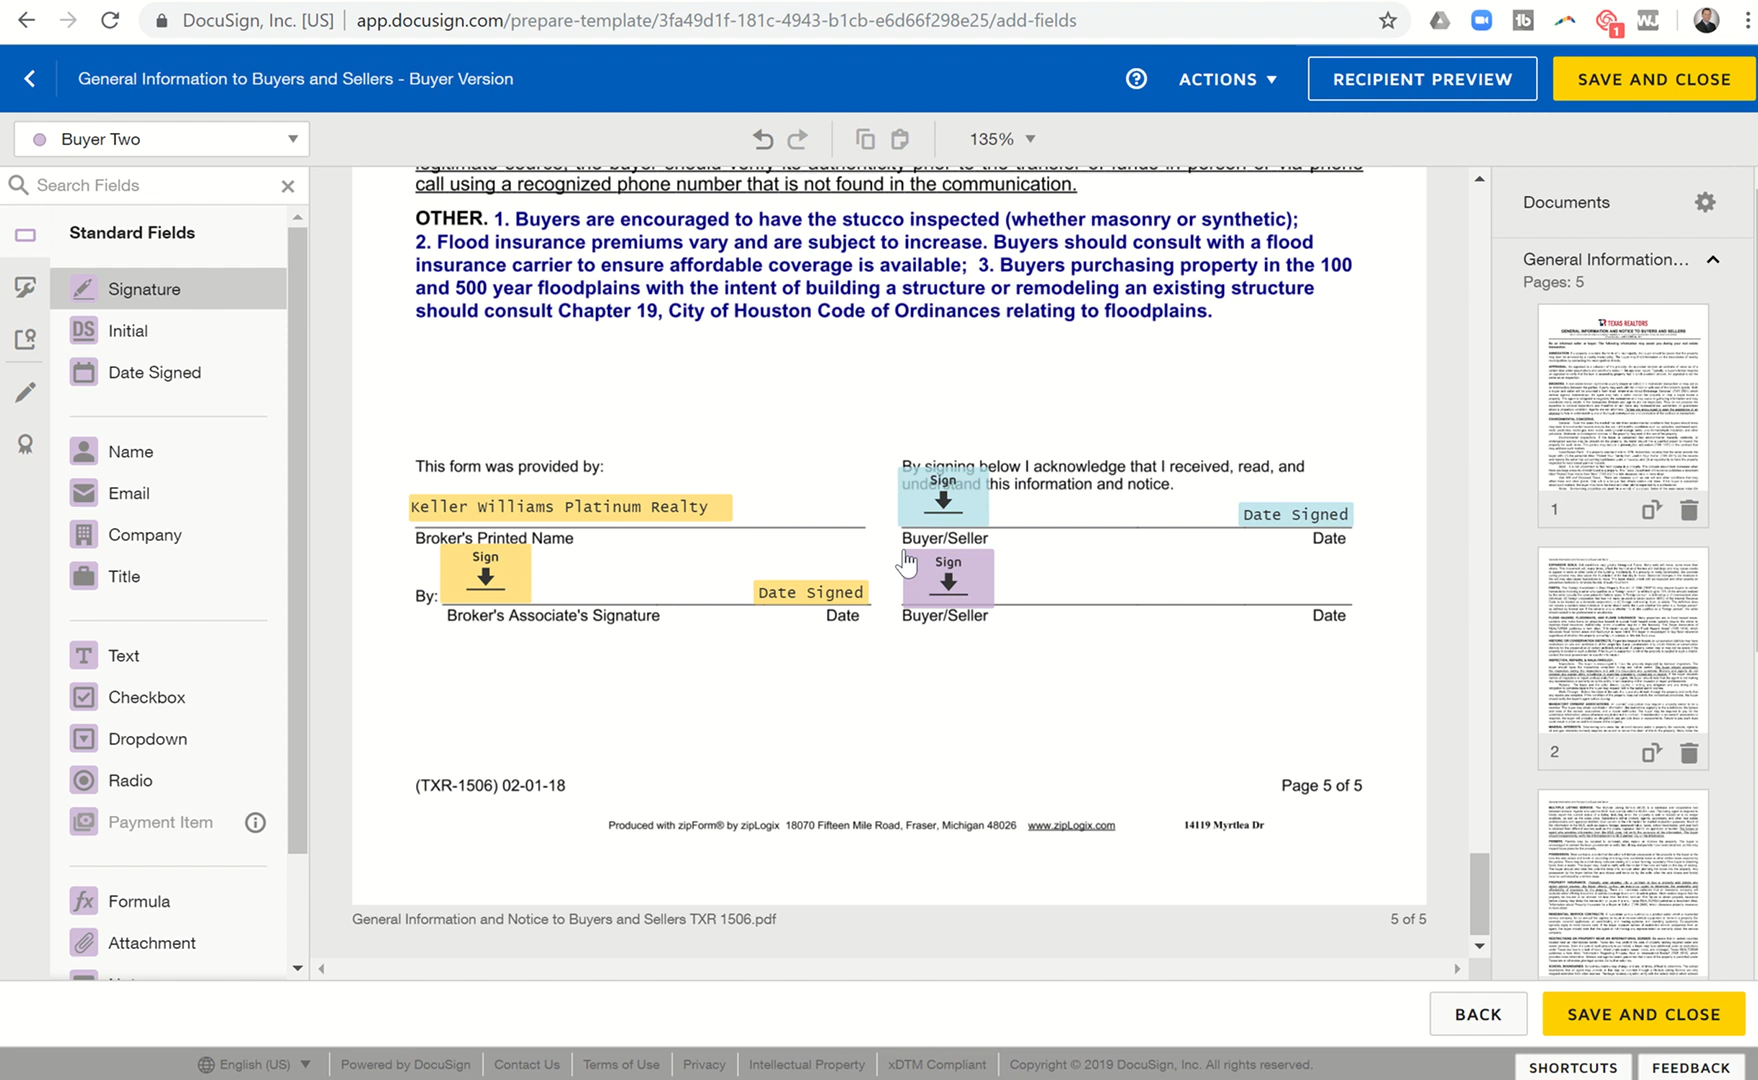 DocuSign, Inc. [US] | app.docusign.com/prepare-template/3fa49d1f-181c-4943-b1cb-e6d66f298e25/add-fields
1
General Information to Buyers and Sellers - Buyer Version
ACTIONS
RECIPIENT PREVIEW
SAVE AND CLOSE
Buyer Two
135%
Search Fields
Standard Fields
Signature
DS Initial
Date Signed
Name
Email
Company
Title
Text
Checkbox
Dropdown
Radio
Payment Item
Formula
Attachment
call using a recognized phone number that is not found in the communication.
OTHER. 1. Buyers are encouraged to have the stucco inspected (whether masonry or synthetic);
2. Flood insurance premiums vary and are subject to increase. Buyers should consult with a flood
insurance carrier to ensure affordable coverage is available; 3. Buyers purchasing property in the 100
and 500 year floodplains with the intent of building a structure or remodeling an existing structure
should consult Chapter 19, City of Houston Code of Ordinances relating to floodplains.
This form was provided by:
Keller Williams Platinum Realty
Broker's Printed Name
Sign
By:
Date Signed
Broker's Associate's Signature
Date
By signing below I acknowledge that I received, read, and
understand this information and notice.
Sign
Date Signed
Buyer/Seller
Date
Sign
Buyer/Seller
Date
(TXR-1506) 02-01-18
Page 5 of 5
Produced with zipForm® by zipLogix 18070 Fifteen Mile Road, Fraser, Michigan 48026 www.zipLogix.com
14119 Myrtlea Dr
General Information and Notice to Buyers and Sellers TXR 1506.pdf
5 of 5
Documents
General Information...
Pages: 5
TEXAS REALTORS
GENERAL INFORMATION AND NOTICE TO BUYERS AND SELLERS
1
2
BACK
SAVE AND CLOSE
English (US)
Powered by DocuSign
Contact Us
Terms of Use
Privacy
Intellectual Property
xDTM Compliant
Copyright © 2019 DocuSign, Inc. All rights reserved.
SHORTCUTS
FEEDBACK